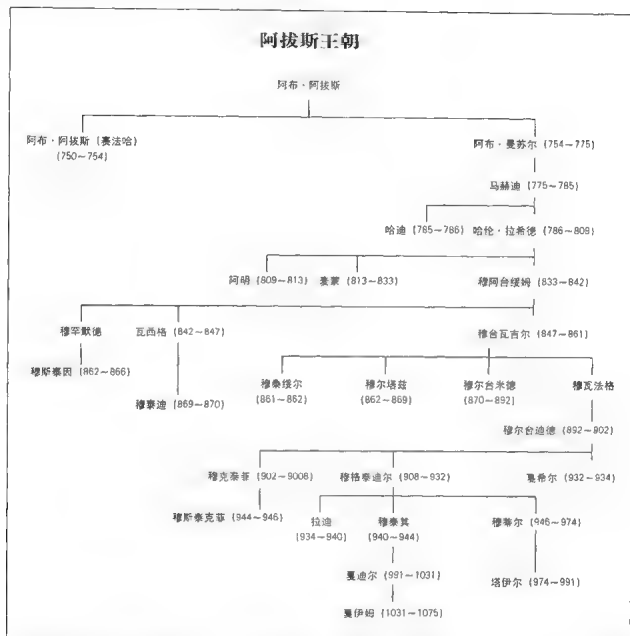 阿拔斯王朝
阿布·阿拔斯
阿布·阿拔斯 (赛法哈)
(750~754)
阿布·曼苏尔 (754~775)
马赫迪 (775~785)
哈迪 (785~786)
哈伦·拉希德 (786~809)
阿明 (809~813)
麦蒙 (813~833)
穆阿台绥姆 (833~842)
穆罕默德
瓦西格 (842~847)
穆台瓦吉尔 (847~861)
穆斯泰因 (862~866)
穆泰迪 (869~870)
穆桑绥尔
(861~862)
穆尔塔兹
(862~869)
穆尔台米德
(870~892)
穆瓦法格
穆尔台迪德 (892~902)
穆克泰菲 (902~9008)
穆格泰迪尔 (908~932)
戛希尔 (932~934)
穆斯泰克菲 (944~946)
拉迪
(934~940)
穆泰其
(940~944)
穆蒂尔 (946~974)
戛迪尔 (991~1031)
塔伊尔 (974~991)
戛伊姆 (1031~1075)